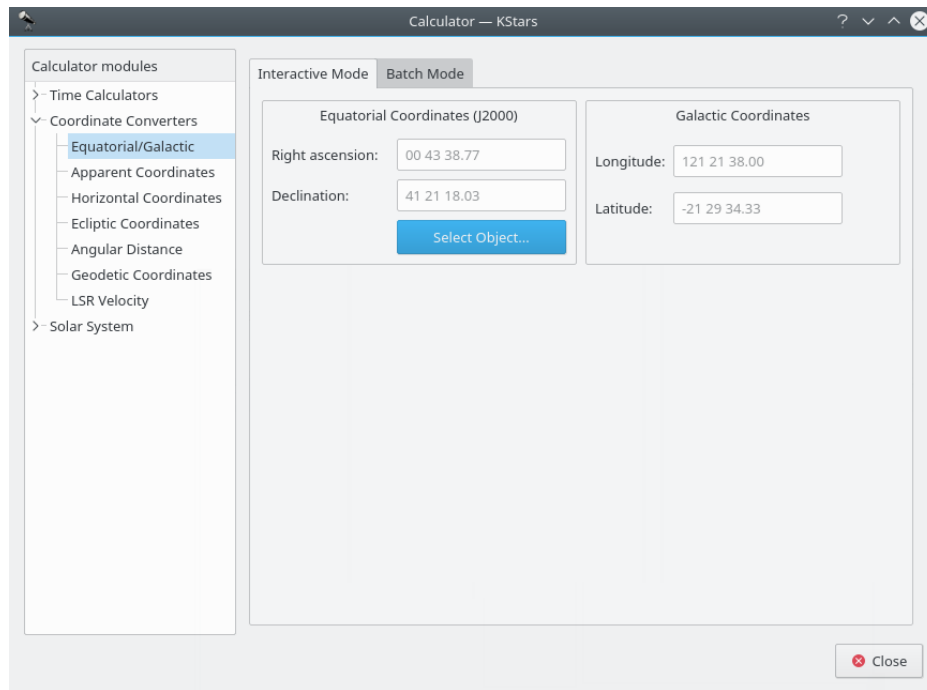 Calculator — KStars
Calculator modules
Time Calculators
Coordinate Converters
Equatorial/Galactic
Apparent Coordinates
Horizontal Coordinates
Ecliptic Coordinates
Angular Distance
Geodetic Coordinates
LSR Velocity
Solar System
Interactive Mode Batch Mode
Equatorial Coordinates (J2000)
Right ascension: 00 43 38.77
Declination: 41 21 18.03
Select Object...
Galactic Coordinates
Longitude: 121 21 38.00
Latitude: -21 29 34.33
Close